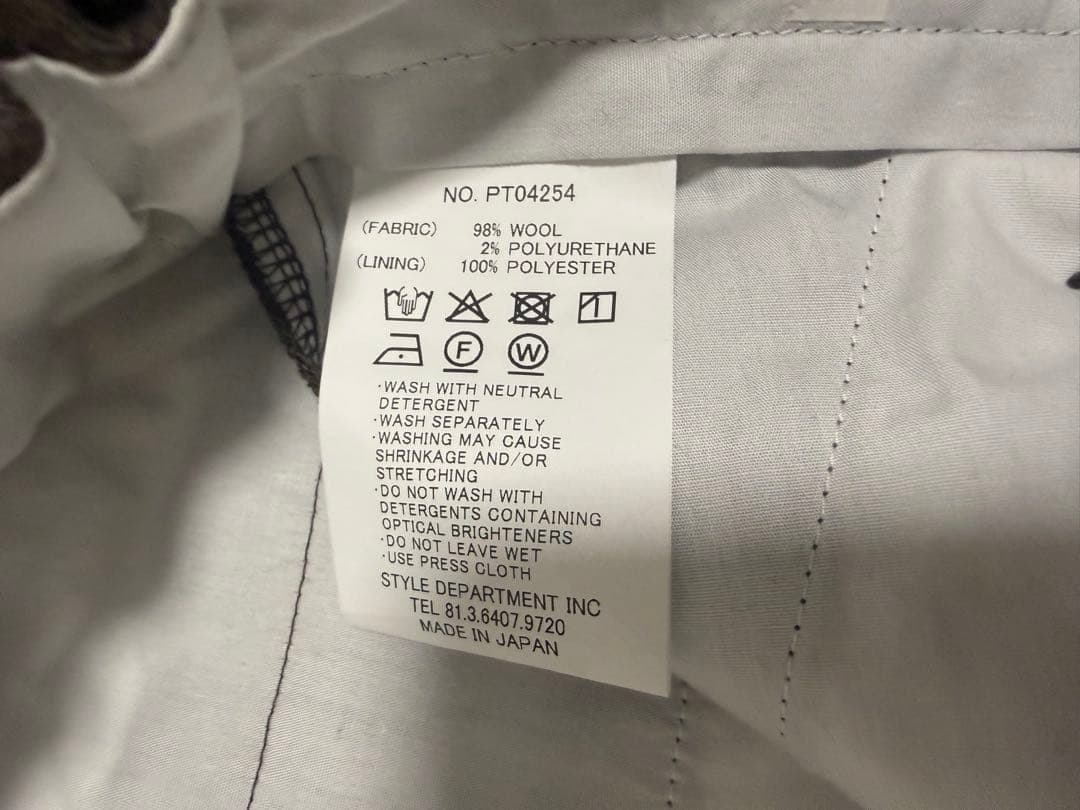 NO. PT04254
(FABRIC) 98% WOOL
2% POLYURETHANE
(LINING) 100% POLYESTER
F W
·WASH WITH NEUTRAL
DETERGENT
·WASH SEPARATELY
·WASHING MAY CAUSE
SHRINKAGE AND/OR
STRETCHING
·DO NOT WASH WITH
DETERGENTS CONTAINING
OPTICAL BRIGHTENERS
·DO NOT LEAVE WET
·USE PRESS CLOTH
STYLE DEPARTMENT INC
TEL 81.3.6407.9720
MADE IN JAPAN